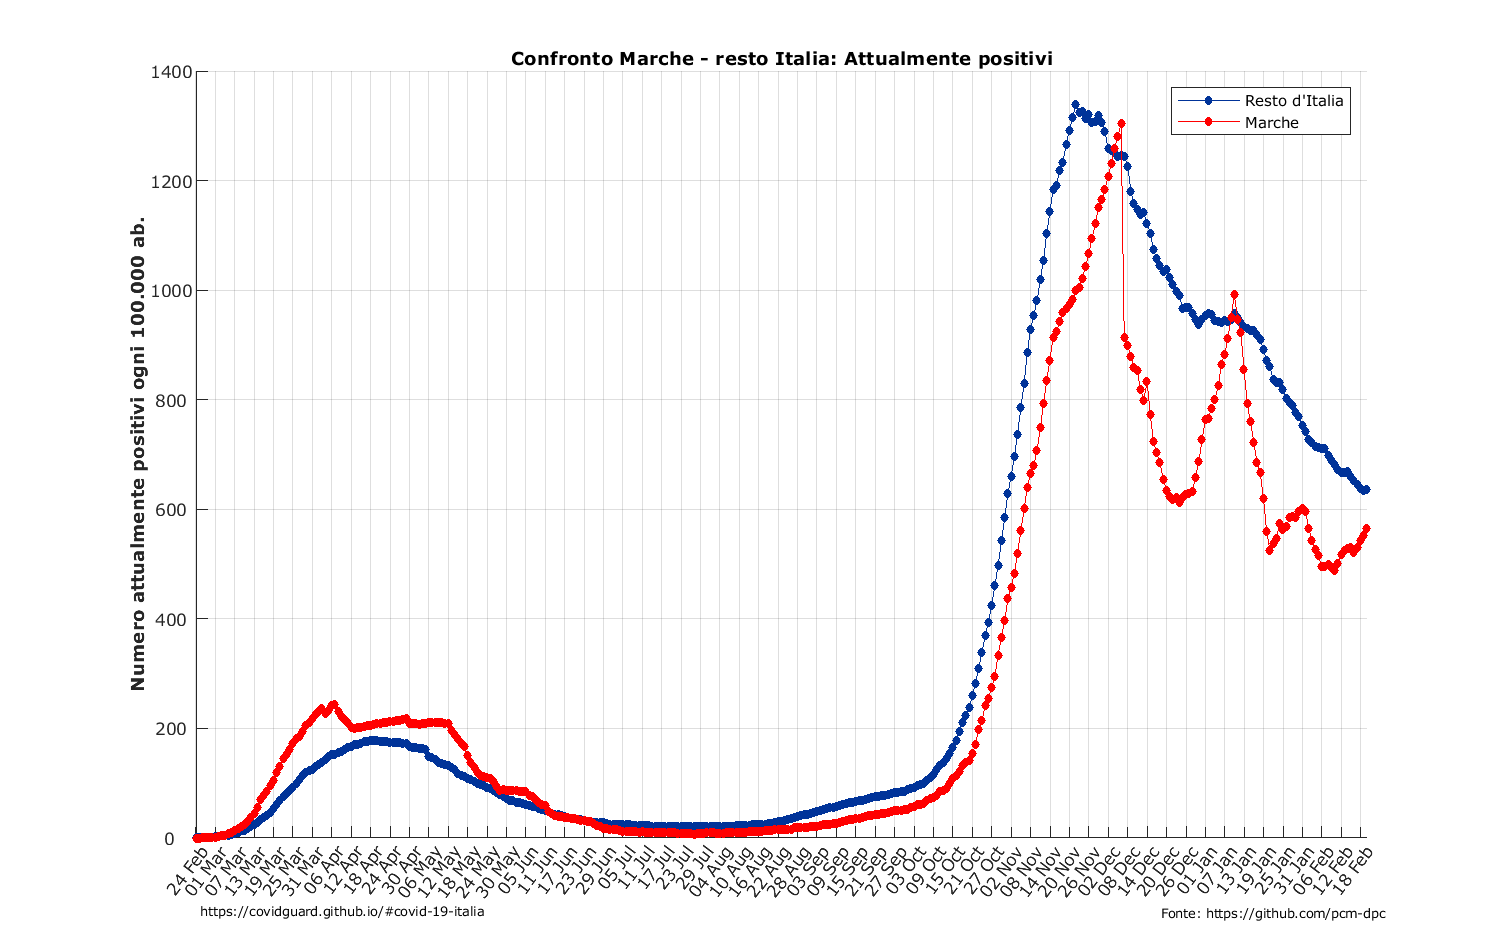 Confronto Marche - resto Italia: Attualmente positivi
Numero attualmente positivi ogni 100.000 ab.
1400
1200
1000
800
600
400
200
0
Resto d'Italia
Marche
24 Feb
01 Mar
07 Mar
13 Mar
19 Mar
25 Mar
31 Mar
06 Apr
12 Apr
18 Apr
24 Apr
30 Apr
06 May
12 May
18 May
24 May
30 May
05 Jun
11 Jun
17 Jun
23 Jun
29 Jun
05 Jul
11 Jul
17 Jul
23 Jul
29 Jul
04 Aug
10 Aug
16 Aug
22 Aug
28 Aug
03 Sep
09 Sep
15 Sep
21 Sep
27 Sep
03 Oct
09 Oct
15 Oct
21 Oct
27 Oct
02 Nov
08 Nov
14 Nov
20 Nov
26 Nov
02 Dec
08 Dec
14 Dec
20 Dec
26 Dec
01 Jan
07 Jan
13 Jan
19 Jan
25 Jan
31 Jan
06 Feb
12 Feb
18 Feb
https://covidguard.github.io/#covid-19-italia
Fonte: https://github.com/pcm-dpc